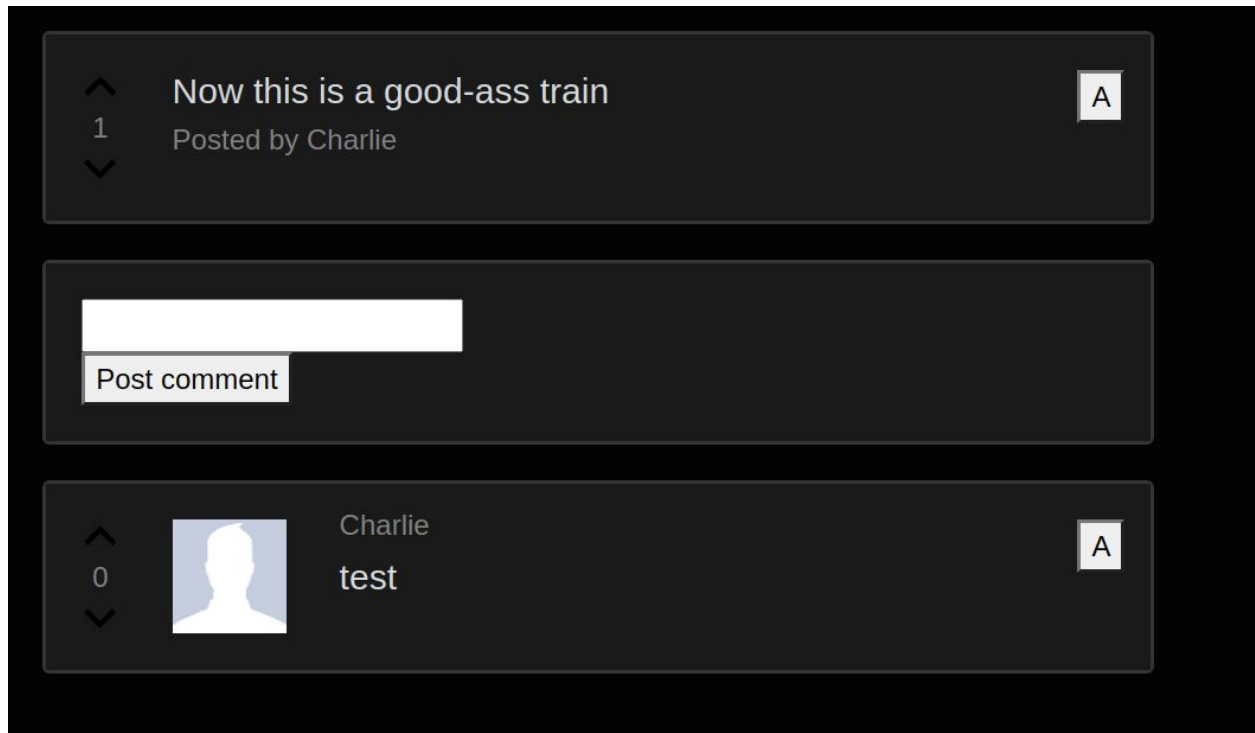 Now this is a good-ass train
A
1
Posted by Charlie
Post comment
Charlie
A
0
test